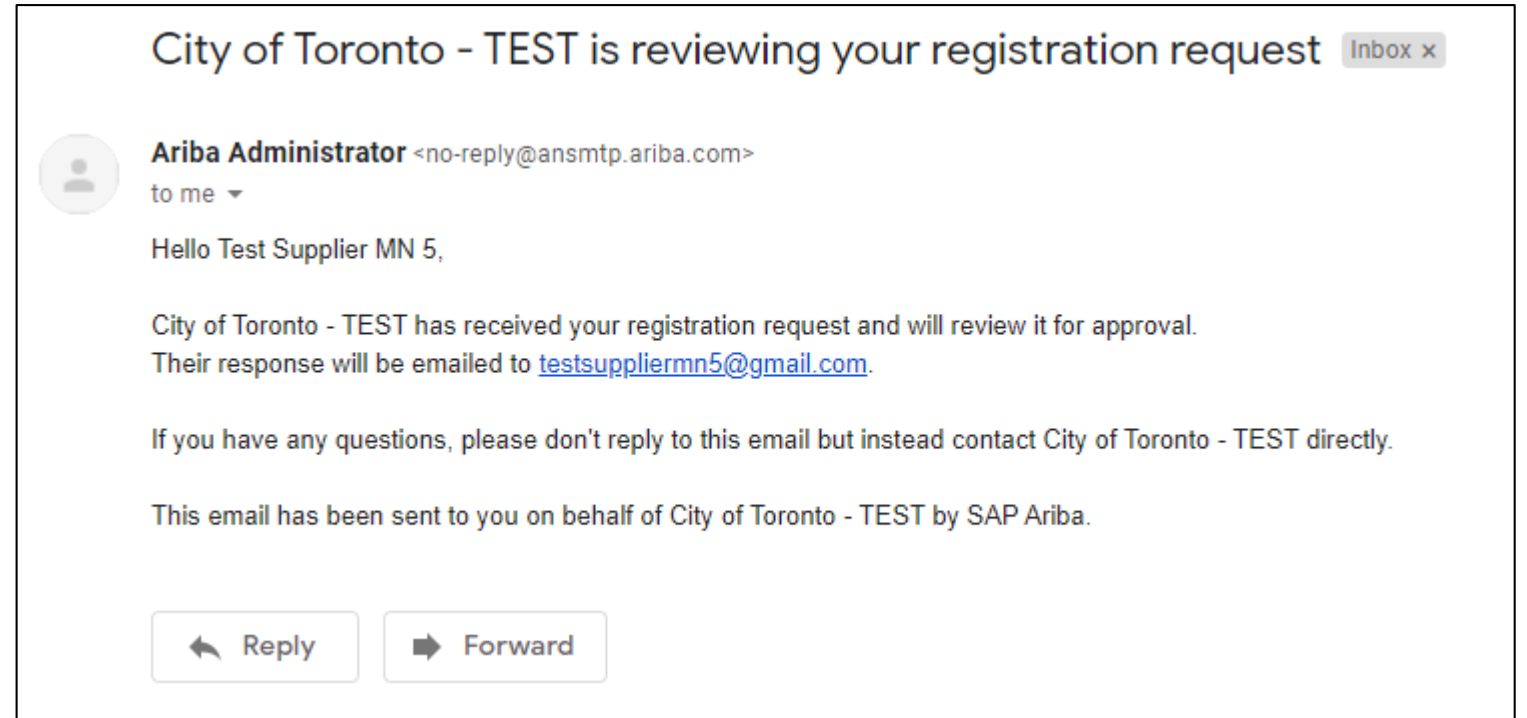 City of Toronto - TEST is reviewing your registration request Inbox x
Ariba Administrator <no-reply@ansmtp.ariba.com>
to me
Hello Test Supplier MN 5,
City of Toronto - TEST has received your registration request and will review it for approval.
Their response will be emailed to testsuppliermn5@gmail.com.
If you have any questions, please don't reply to this email but instead contact City of Toronto - TEST directly.
This email has been sent to you on behalf of City of Toronto - TEST by SAP Ariba.
Reply Forward